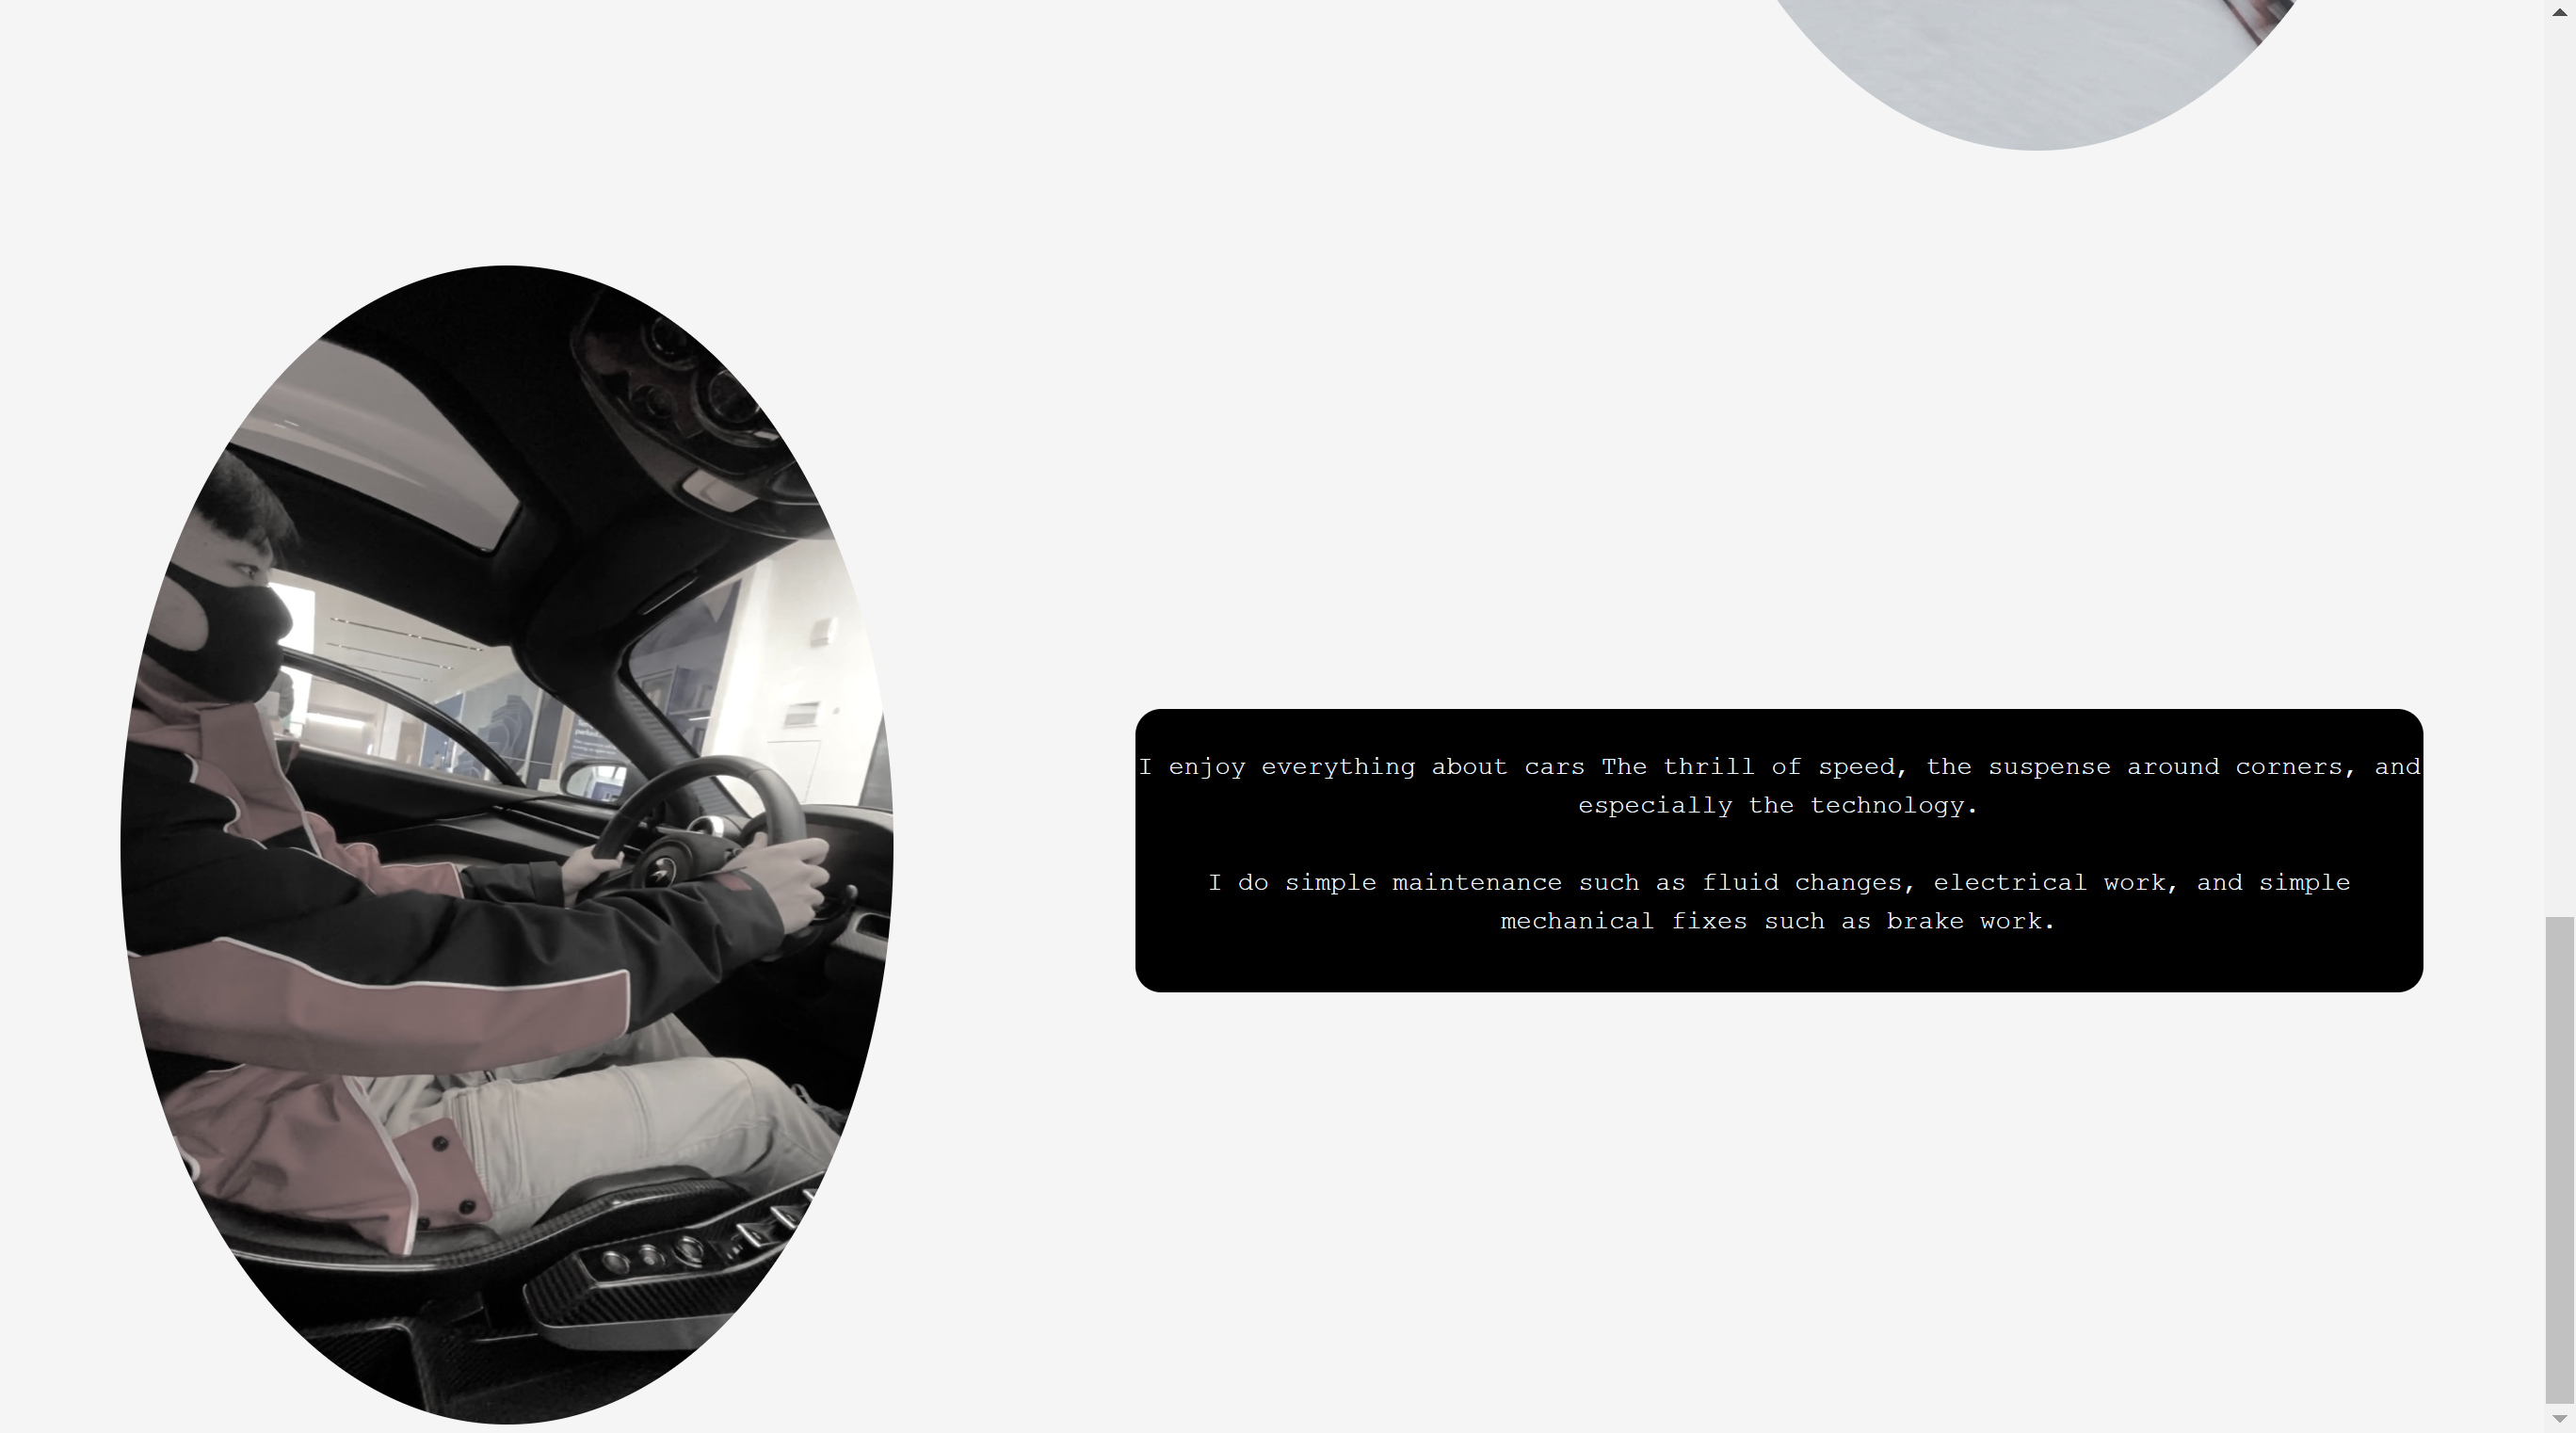 I enjoy everything about cars The thrill of speed, the suspense around corners, and
especially the technology.
I do simple maintenance such as fluid changes, electrical work, and simple
mechanical fixes such as brake work.